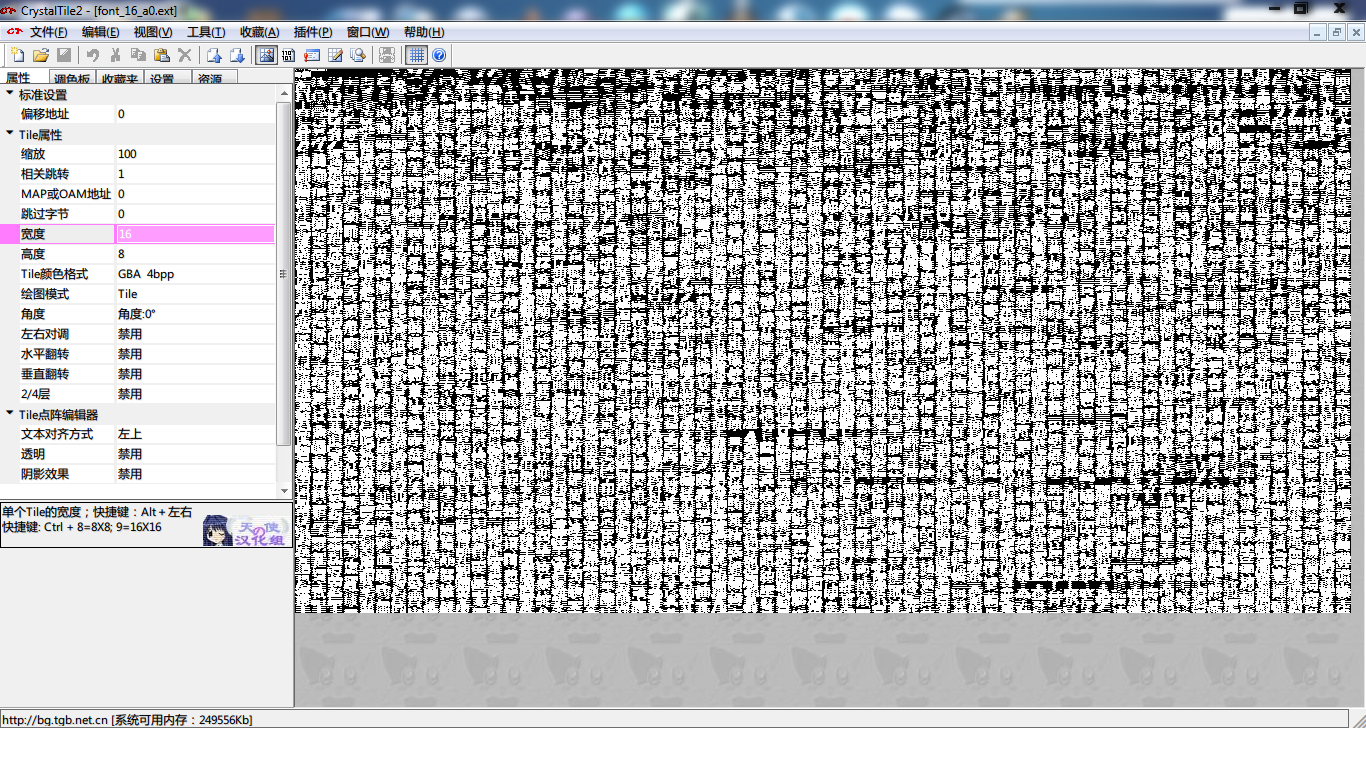 CrystalTile2 - [font_16_a0.ext]
文件(F) 编辑(E) 视图(V) 工具(T) 收藏(A) 插件(P) 窗口(W) 帮助(H)
属性 调色板 收藏夹 设置 资源
标准设置
偏移地址 0
Tile属性
缩放 100
相关跳转 1
MAP或OAM地址 0
跳过字节 0
宽度 16
高度 8
Tile颜色格式 GBA 4bpp
绘图模式 Tile
角度 角度:0°
左右对调 禁用
水平翻转 禁用
垂直翻转 禁用
2/4层 禁用
Tile点阵编辑器
文本对齐方式 左上
透明 禁用
阴影效果 禁用
单个Tile的宽度；快捷键：Alt＋左右
快捷键: Ctrl + 8=8X8; 9=16X16
天使の汉化组
http://bg.tgb.net.cn [系统可用内存：249556Kb]